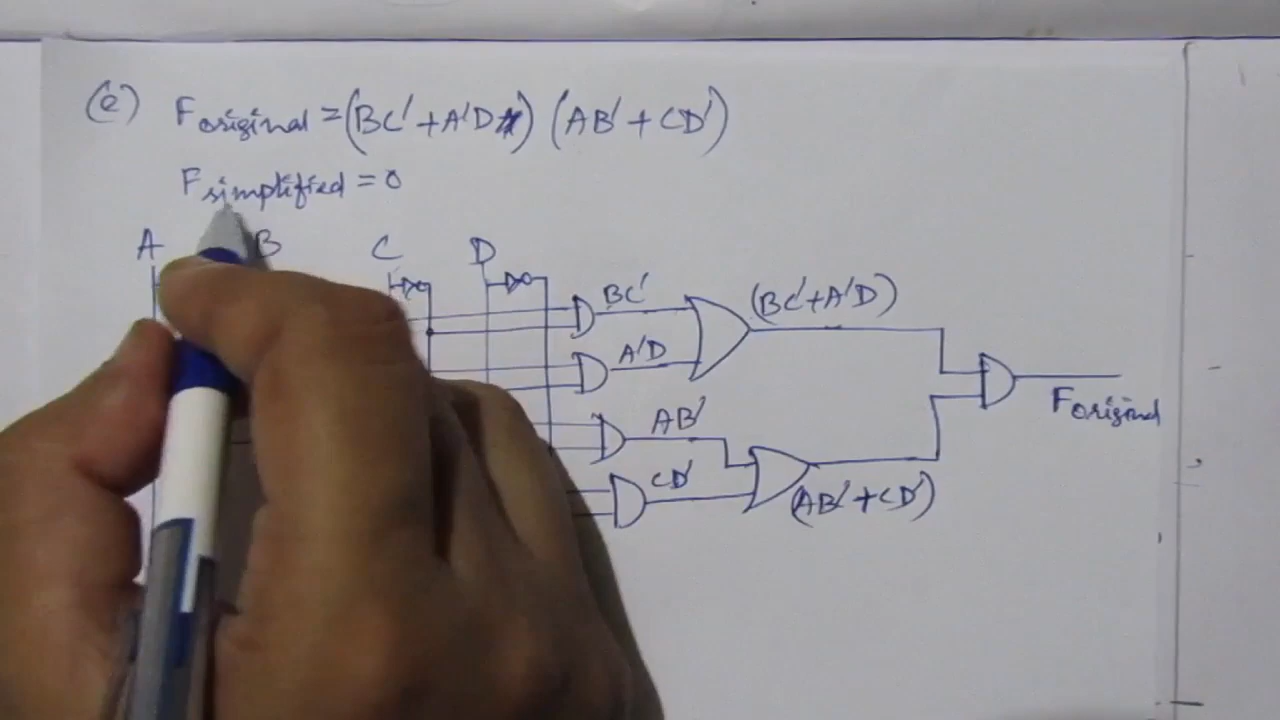 (e) Foriginal = (BC' + A'D) (AB' + CD')
Fsimplified = 0
A B C D
BC'
(BC'+A'D)
A'D
AB'
Foriginal
CD'
(AB' + CD')